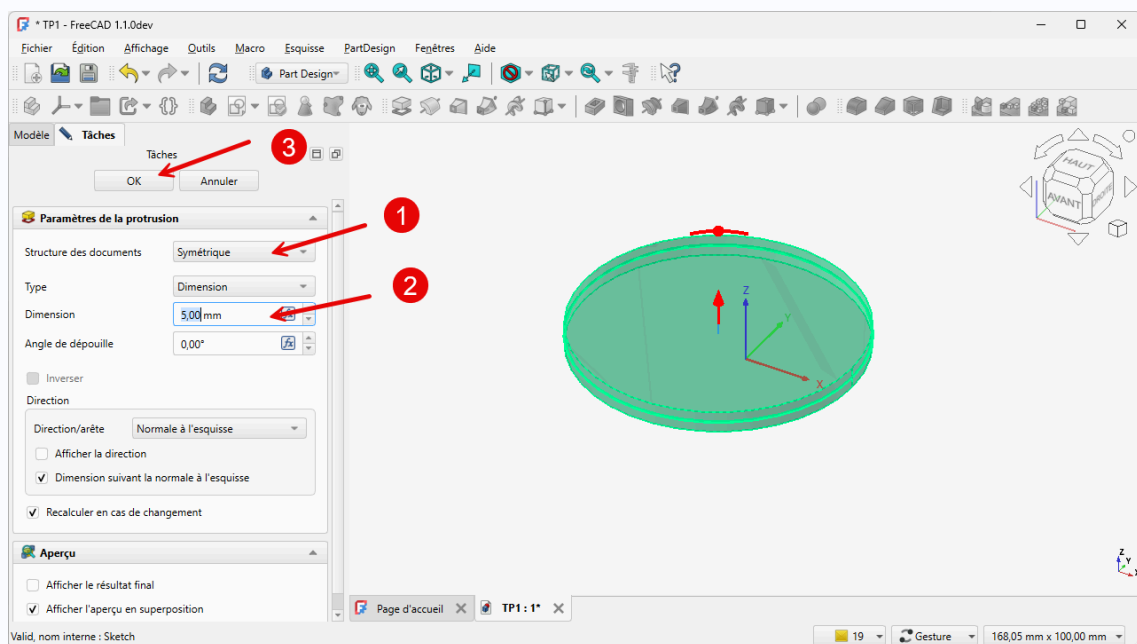 * TP1 - FreeCAD 1.1.0dev
Fichier Édition Affichage Outils Macro Esquisse PartDesign Fenêtres Aide
Part Design
Modèle Tâches
Tâches
3
OK Annuler
Paramètres de la protrusion
1
Structure des documents Symétrique
2
Type Dimension
Dimension 5,00 mm
Angle de dépouille 0,00°
Inverser
Direction
Direction/arête Normale à l'esquisse
Afficher la direction
Dimension suivant la normale à l'esquisse
Recalculer en cas de changement
Aperçu
Afficher le résultat final
Afficher l'aperçu en superposition
HAUT
AVANT DROITE
Z
Y
X
Z
Y
X
Page d'accueil TP1 : 1*
Valid, nom interne : Sketch 19 Gesture 168,05 mm x 100,00 mm